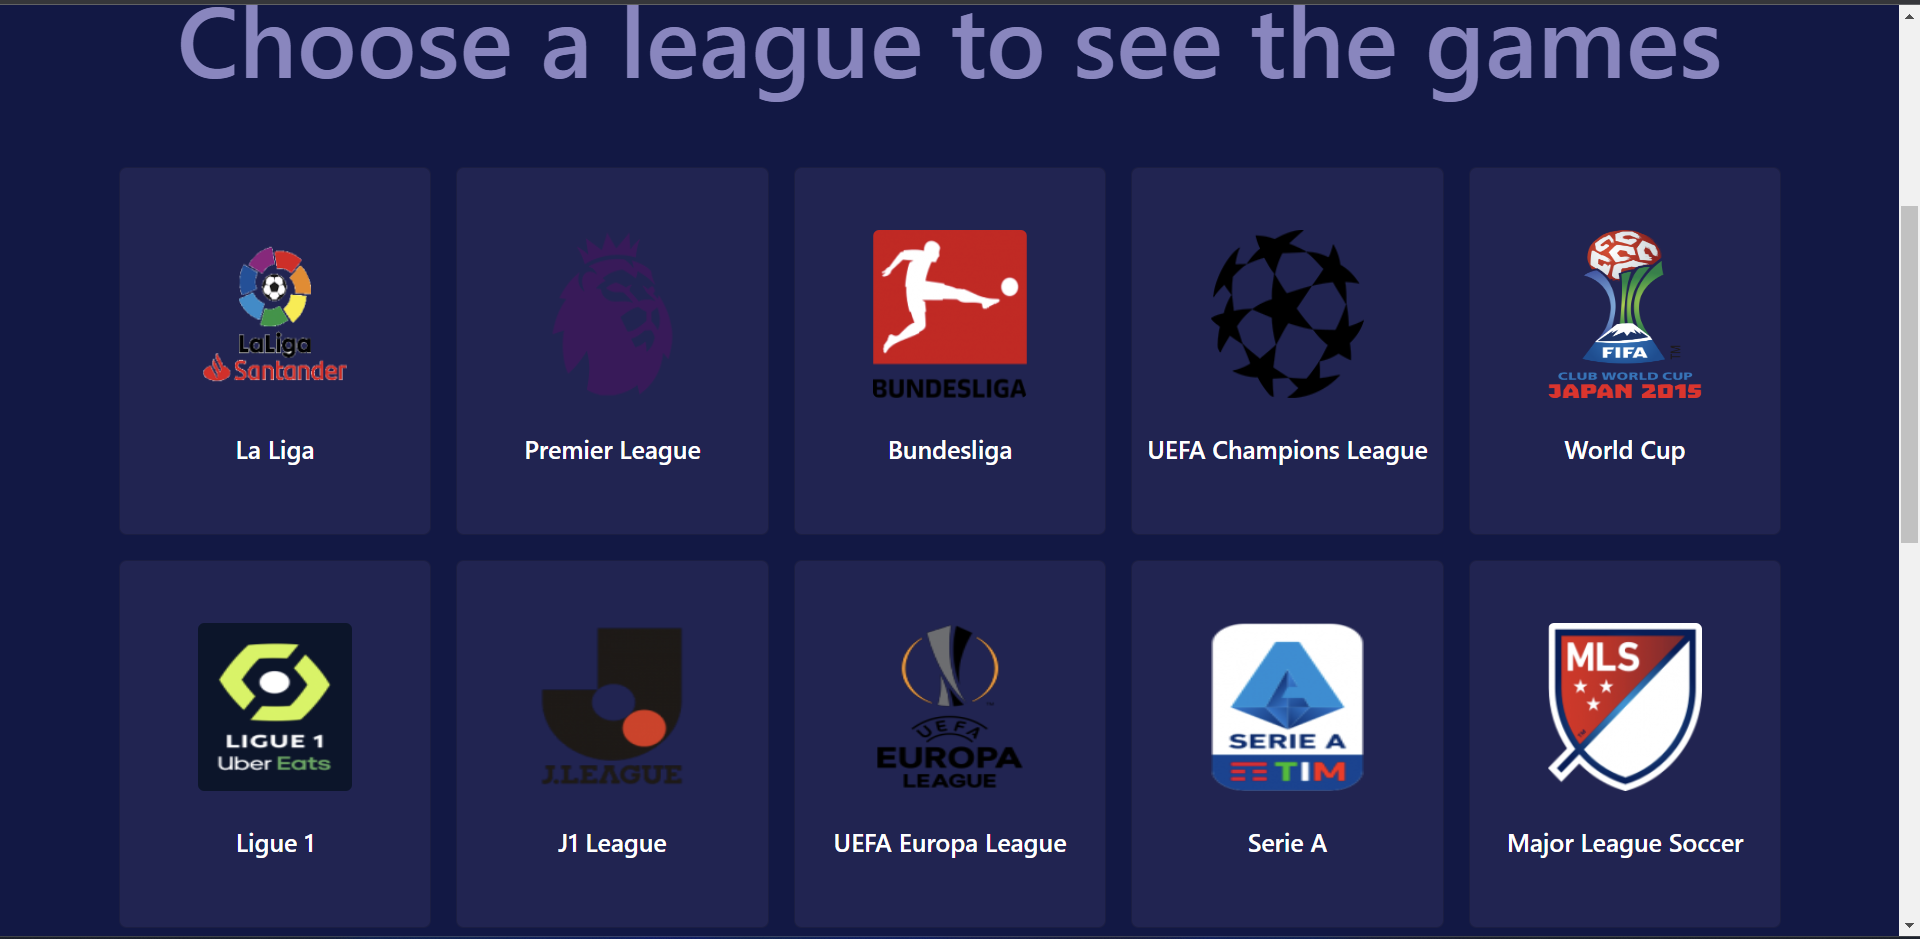 Choose a league to see the games
LaLiga
Santander
La Liga
Premier League
BUNDESLIGA
Bundesliga
UEFA Champions League
FIFA
TM
CLUB WORLD CUP
JAPAN 2015
World Cup
LIGUE 1
Uber Eats
Ligue 1
J.LEAGUE
J1 League
UEFA
EUROPA
LEAGUE
UEFA Europa League
SERIE A
TIM
Serie A
MLS
Major League Soccer